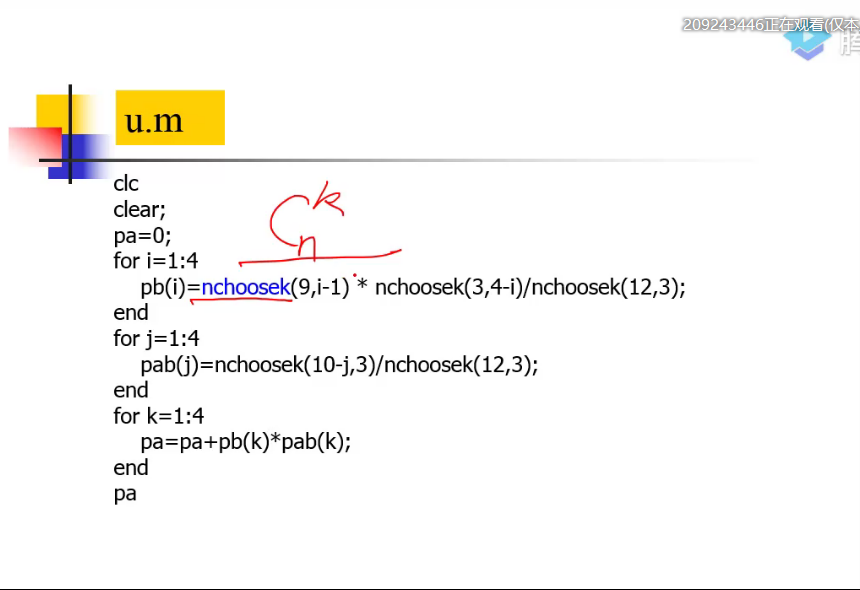 209243446正在观看(仅本
u.m
clc
clear;
pa=0;
C n k
for i=1:4
pb(i)=nchoosek(9,i-1) * nchoosek(3,4-i)/nchoosek(12,3);
end
for j=1:4
pab(j)=nchoosek(10-j,3)/nchoosek(12,3);
end
for k=1:4
pa=pa+pb(k)*pab(k);
end
pa